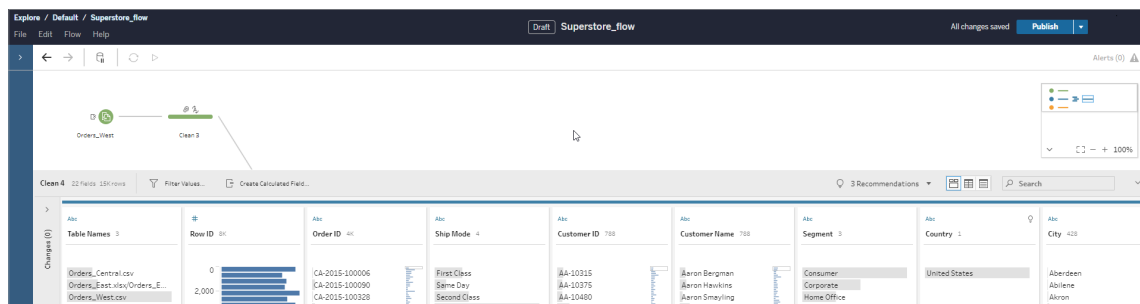 Explore / Default / Superstore_flow
File Edit Flow Help
Draft Superstore_flow
All changes saved Publish
Alerts (0)
Orders_West
Clean 3
100%
Clean 4 22 fields 15K rows Filter Values... Create Calculated Field... 3 Recommendations Search
Changes (0)
Abc # Abc Abc Abc Abc Abc Abc Abc
Table Names 3 Row ID 8K Order ID 4K Ship Mode 4 Customer ID 788 Customer Name 788 Segment 3 Country 1 City 428
Orders_Central.csv 0 CA-2015-100006 First Class AA-10315 Aaron Bergman Consumer United States Aberdeen
Orders_East.xlsx/Orders_E... CA-2015-100090 Same Day AA-10375 Aaron Hawkins Corporate Abilene
Orders_West.csv 2,000 CA-2015-100328 Second Class AA-10480 Aaron Smayling Home Office Akron